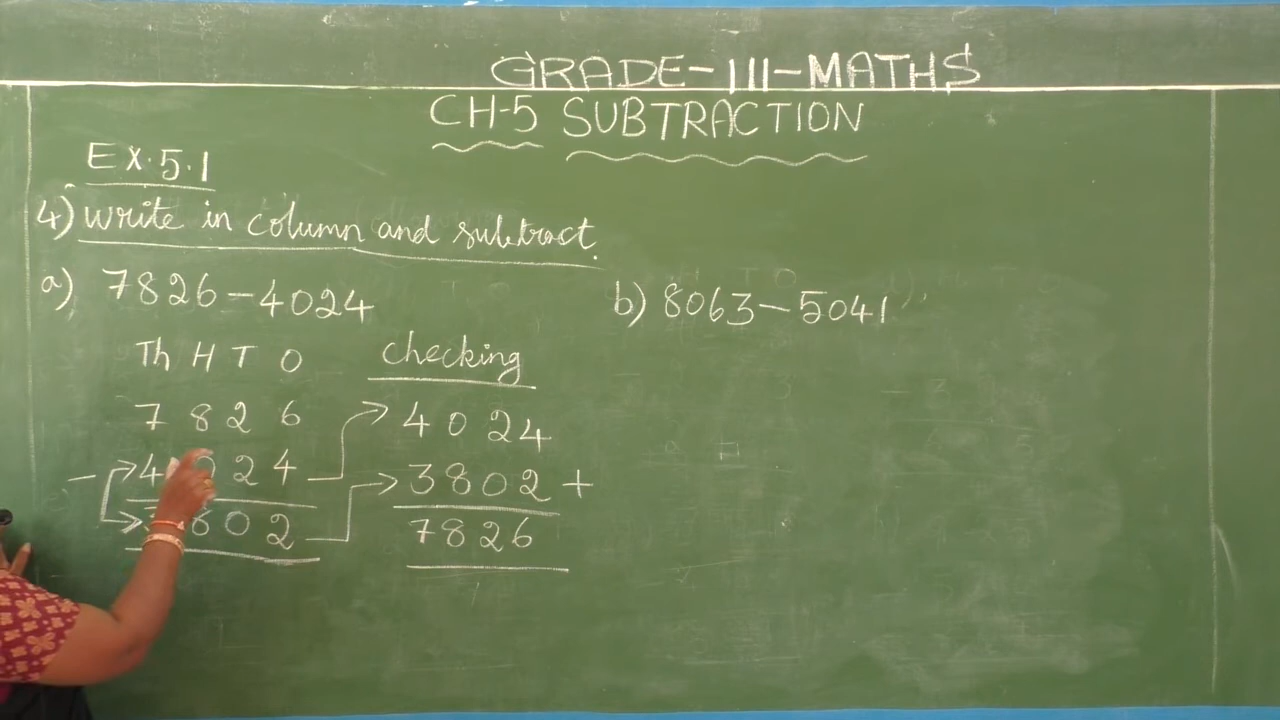 GRADE-III-MATHS
CH-5 SUBTRACTION
EX.5.1
4) write in column and subtract.
a) 7826-4024
b) 8063-5041
Th H T O
checking
7 8 2 6
4 0 2 4
- 4 0 2 4
3 8 0 2 +
3 8 0 2
7 8 2 6